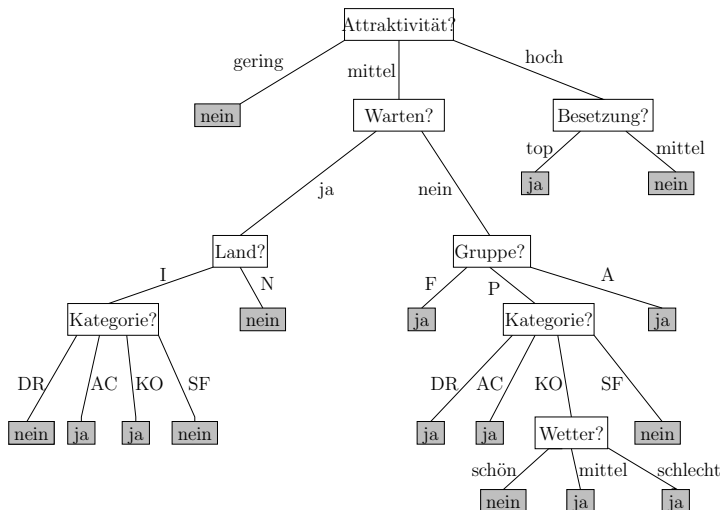 Attraktivität?
gering
mittel
hoch
nein
Warten?
Besetzung?
top
mittel
ja
nein
ja
nein
Land?
Gruppe?
I
N
F
P
A
Kategorie?
nein
ja
Kategorie?
ja
DR
AC
KO
SF
DR
AC
KO
SF
nein
ja
ja
nein
ja
ja
Wetter?
nein
schön
mittel
schlecht
nein
ja
ja